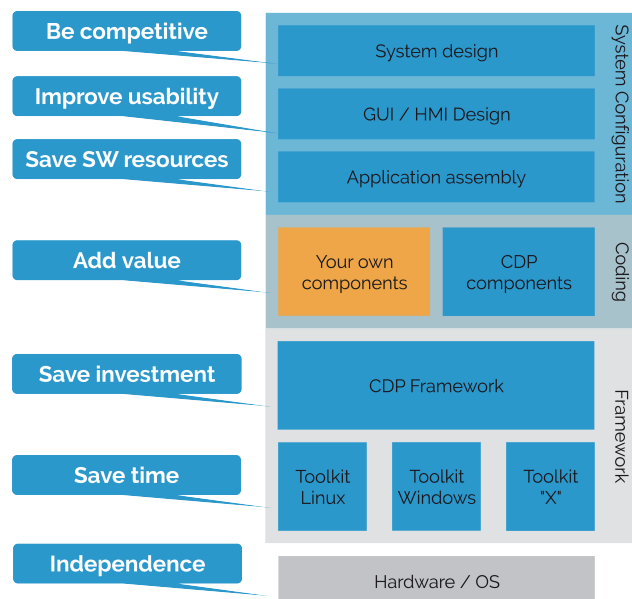 Be competitive
System design
Improve usability
GUI / HMI Design
Save SW resources
Application assembly
System Configuration
Add value
Your own
components
CDP
components
Coding
Save investment
CDP Framework
Framework
Save time
Toolkit
Linux
Toolkit
Windows
Toolkit
"X"
Independence
Hardware / OS